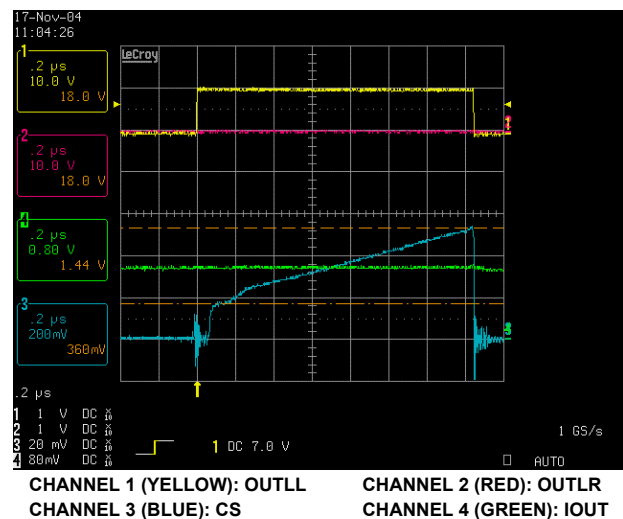 17-Nov-04
11:04:26
LeCroy
1
.2 µs
10.0 V
18.0 V
2
.2 µs
10.0 V
18.0 V
4
.2 µs
0.80 V
1.44 V
3
.2 µs
200mV
360mV
.2 µs
1 1 V DC
2 1 V DC
3 20 mV DC
4 80mV DC
1 DC 7.0 V
1 GS/s
AUTO
CHANNEL 1 (YELLOW): OUTLL CHANNEL 2 (RED): OUTLR
CHANNEL 3 (BLUE): CS CHANNEL 4 (GREEN): IOUT